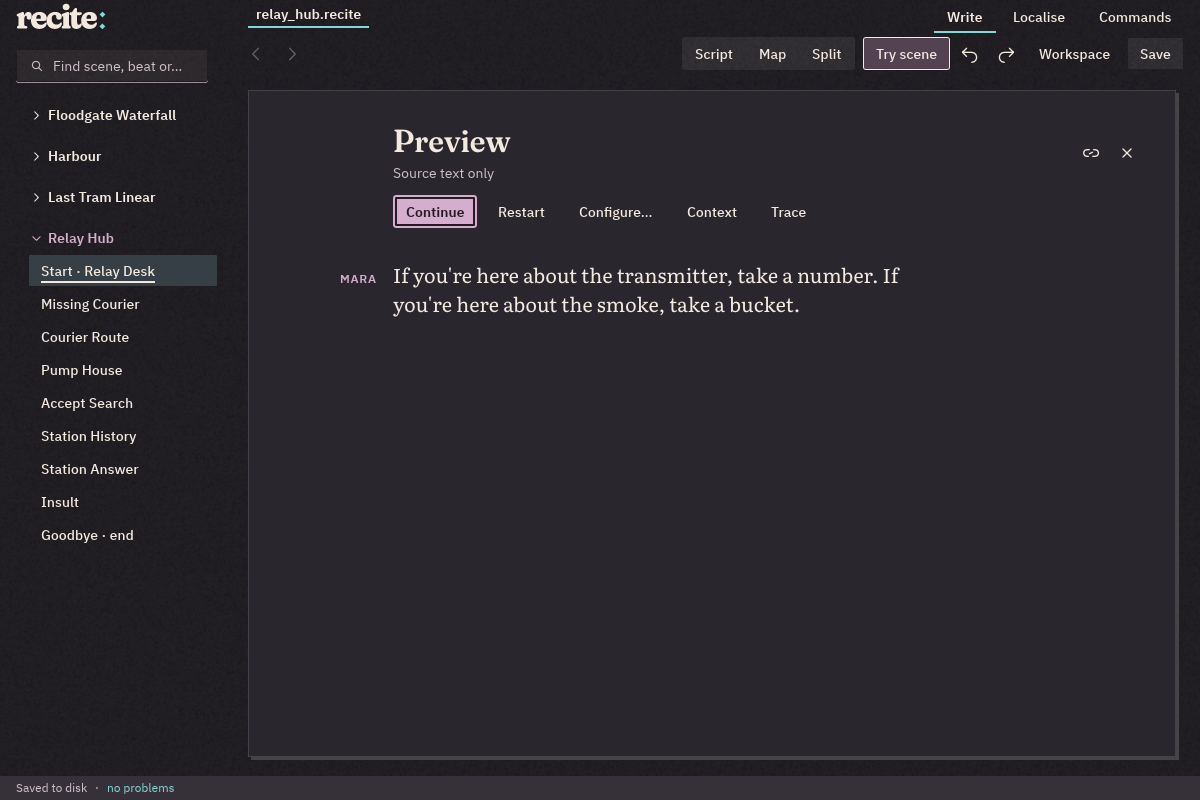 recite:
relay_hub.recite
Write
Localise
Commands
Find scene, beat or...
Script
Map
Split
Try scene
Workspace
Save
Floodgate Waterfall
Harbour
Last Tram Linear
Relay Hub
Start · Relay Desk
Missing Courier
Courier Route
Pump House
Accept Search
Station History
Station Answer
Insult
Goodbye · end
Preview
Source text only
Continue
Restart
Configure...
Context
Trace
MARA
If you're here about the transmitter, take a number. If
you're here about the smoke, take a bucket.
Saved to disk · no problems